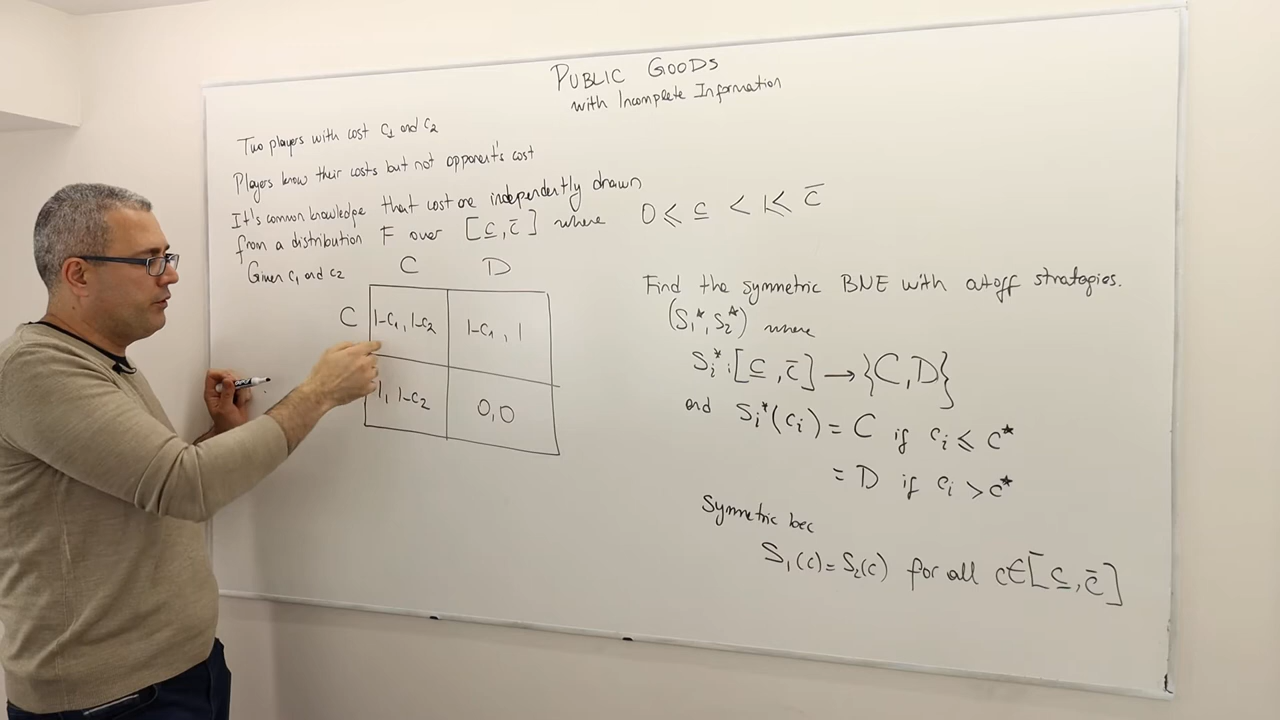 PUBLIC GOODS
with Incomplete Information
Two players with cost c₁ and c₂
Players know their costs but not opponent's cost
It's common knowledge that cost are independently drawn
from a distribution F over [c̲, c̄] where 0 ≤ c̲ < 1 ≤ c̄
Given c₁ and c₂
C D
C 1-c₁, 1-c₂ 1-c₁, 1
1, 1-c₂ 0,0
Find the symmetric BNE with cutoff strategies.
(S₁*, S₂*) where
Sᵢ*: [c̲, c̄] → {C, D}
and Sᵢ*(cᵢ) = C if cᵢ ≤ c*
= D if cᵢ > c*
Symmetric bec
S₁(c) = S₂(c) for all c∈[c̲, c̄]
EXPO